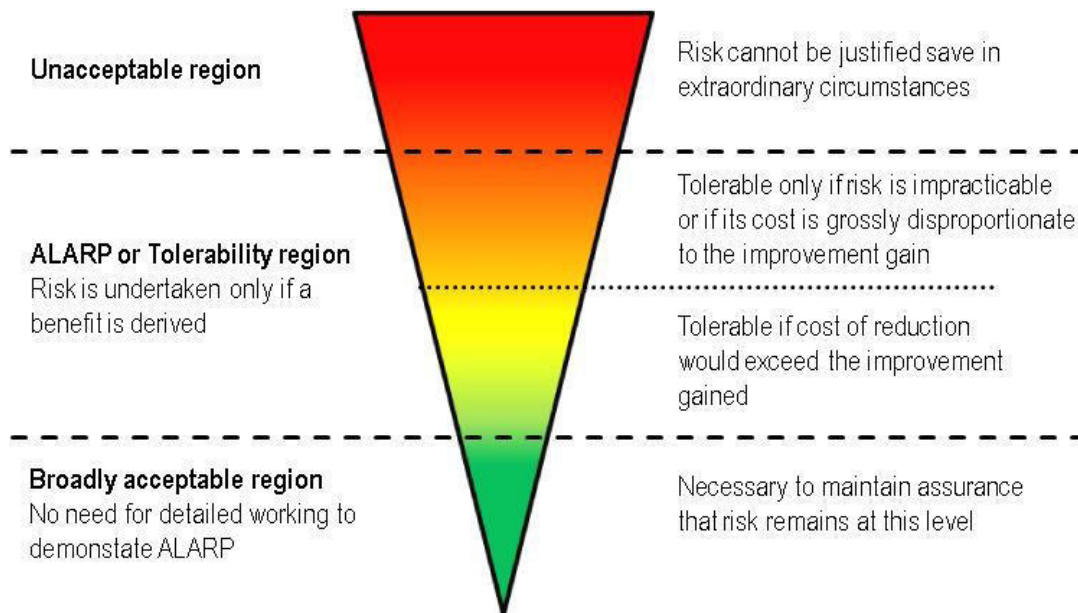 Unacceptable region
Risk cannot be justified save in
extraordinary circumstances
ALARP or Tolerability region
Risk is undertaken only if a
benefit is derived
Tolerable only if risk is impracticable
or if its cost is grossly disproportionate
to the improvement gain
Tolerable if cost of reduction
would exceed the improvement
gained
Broadly acceptable region
No need for detailed working to
demonstate ALARP
Necessary to maintain assurance
that risk remains at this level